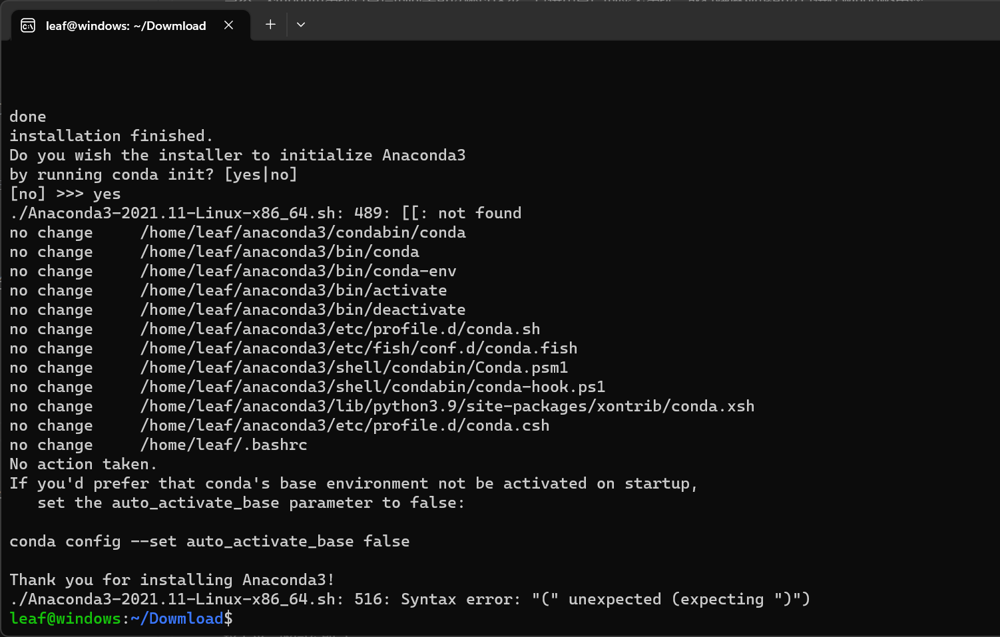 leaf@windows: ~/Dowmload
done
installation finished.
Do you wish the installer to initialize Anaconda3
by running conda init? [yes|no]
[no] >>> yes
./Anaconda3-2021.11-Linux-x86_64.sh: 489: [[: not found
no change     /home/leaf/anaconda3/condabin/conda
no change     /home/leaf/anaconda3/bin/conda
no change     /home/leaf/anaconda3/bin/conda-env
no change     /home/leaf/anaconda3/bin/activate
no change     /home/leaf/anaconda3/bin/deactivate
no change     /home/leaf/anaconda3/etc/profile.d/conda.sh
no change     /home/leaf/anaconda3/etc/fish/conf.d/conda.fish
no change     /home/leaf/anaconda3/shell/condabin/Conda.psm1
no change     /home/leaf/anaconda3/shell/condabin/conda-hook.ps1
no change     /home/leaf/anaconda3/lib/python3.9/site-packages/xontrib/conda.xsh
no change     /home/leaf/anaconda3/etc/profile.d/conda.csh
no change     /home/leaf/.bashrc
No action taken.
If you'd prefer that conda's base environment not be activated on startup,
   set the auto_activate_base parameter to false:
conda config --set auto_activate_base false
Thank you for installing Anaconda3!
./Anaconda3-2021.11-Linux-x86_64.sh: 516: Syntax error: "(" unexpected (expecting ")")
leaf@windows:~/Dowmload$